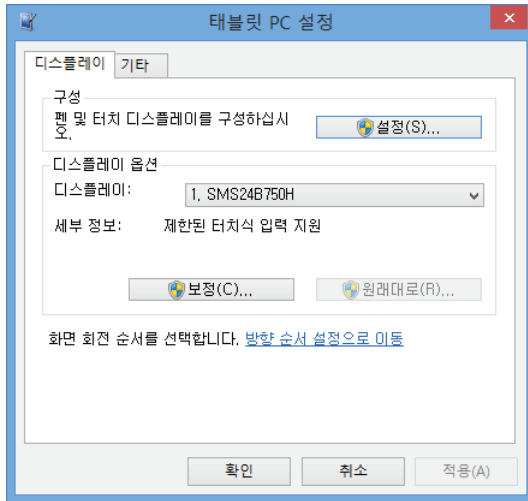 태블릿 PC 설정
디스플레이 기타
구성
펜 및 터치 디스플레이를 구성하십시
오.
설정(S)...
디스플레이 옵션
디스플레이: 1. SMS24B750H
세부 정보: 제한된 터치식 입력 지원
보정(C)... 원래대로(R)...
화면 회전 순서를 선택합니다. 방향 순서 설정으로 이동
확인 취소 적용(A)